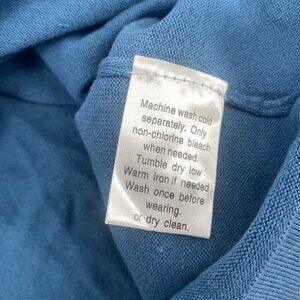 Machine wash cold
separately. Only
non-chlorine bleach
when needed.
Tumble dry low
Warm Iron if needed
Wash once before
wearing.
or dry clean.